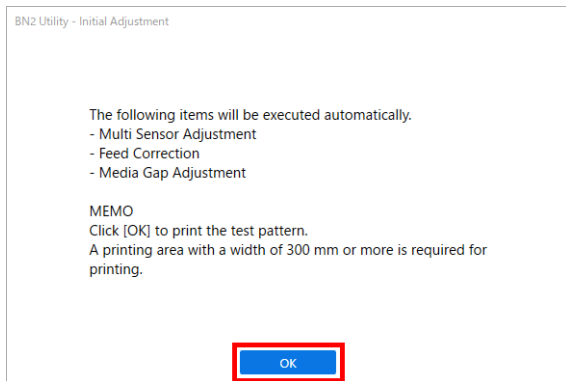 BN2 Utility - Initial Adjustment
The following items will be executed automatically.
- Multi Sensor Adjustment
- Feed Correction
- Media Gap Adjustment
MEMO
Click [OK] to print the test pattern.
A printing area with a width of 300 mm or more is required for
printing.
OK